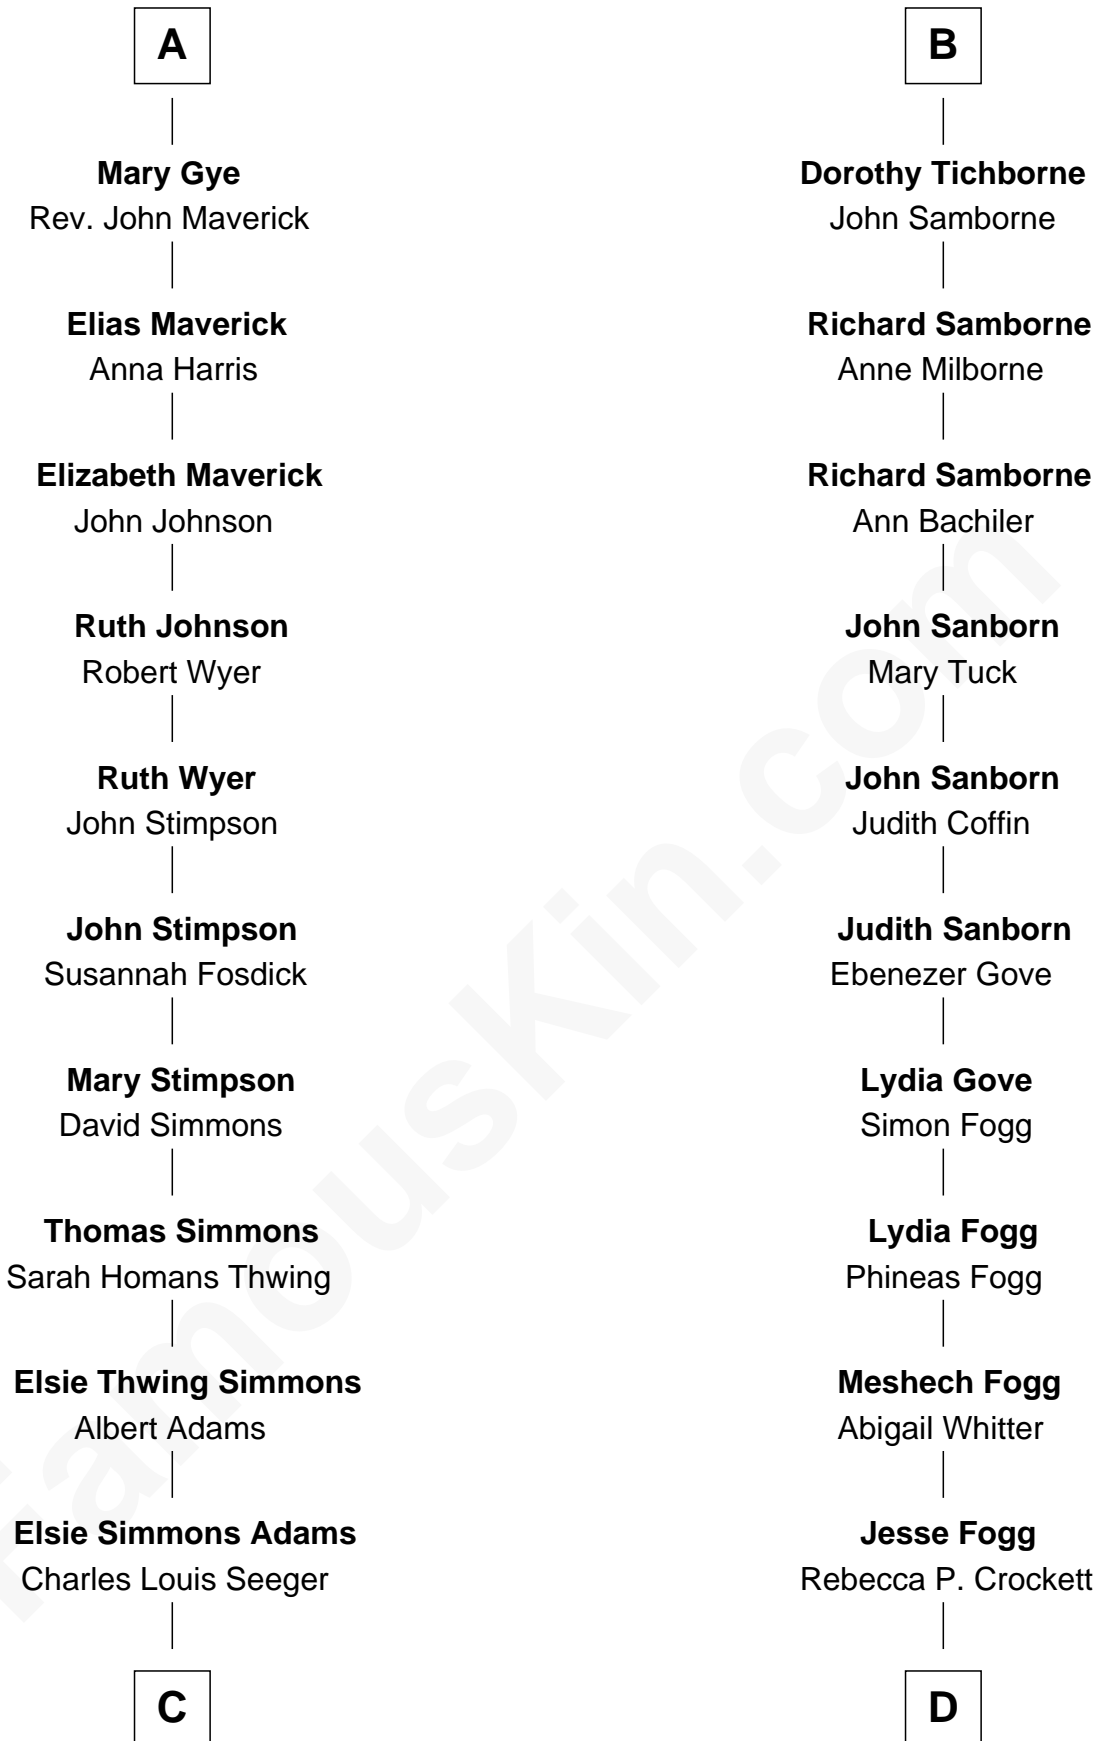 A
Mary Gye
Rev. John Maverick
Elias Maverick
Anna Harris
Elizabeth Maverick
John Johnson
Ruth Johnson
Robert Wyer
Ruth Wyer
John Stimpson
John Stimpson
Susannah Fosdick
Mary Stimpson
David Simmons
Thomas Simmons
Sarah Homans Thwing
Elsie Thwing Simmons
Albert Adams
Elsie Simmons Adams
Charles Louis Seeger
C
B
Dorothy Tichborne
John Samborne
Richard Samborne
Anne Milborne
Richard Samborne
Ann Bachiler
John Sanborn
Mary Tuck
John Sanborn
Judith Coffin
Judith Sanborn
Ebenezer Gove
Lydia Gove
Simon Fogg
Lydia Fogg
Phineas Fogg
Meshech Fogg
Abigail Whitter
Jesse Fogg
Rebecca P. Crockett
D
FamousKin.com